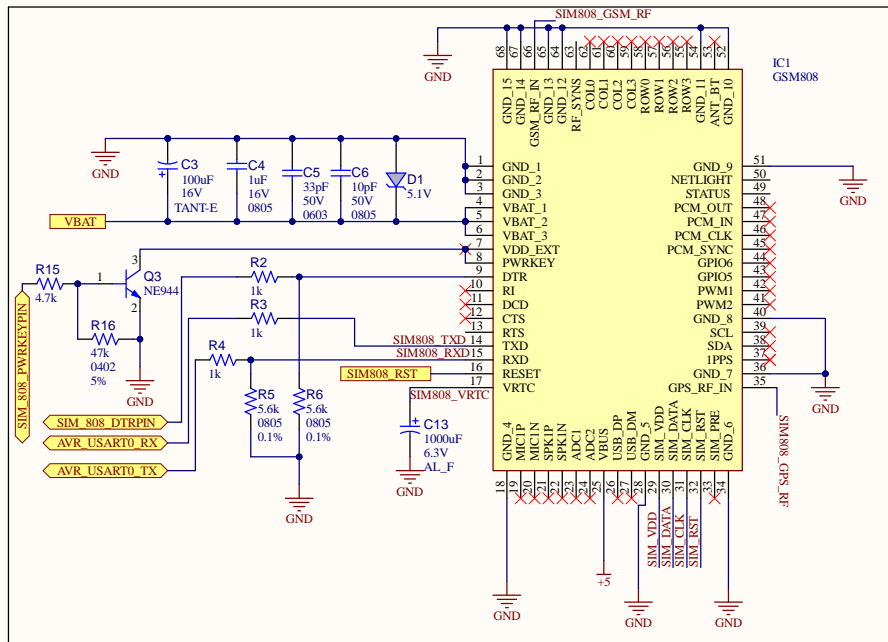 SIM808_GSM_RF
GND
68
67
66
65
64
63
62
61
60
59
58
57
56
55
54
53
52
GND_15
GND_14
GSM_RF_IN
GND_13
GND_12
RF_SYNS
COL0
COL1
COL2
COL3
ROW0
ROW1
ROW2
ROW3
GND_11
ANT_BT
GND_10
IC1
GSM808
GND
C3
100uF
16V
TANT-E
C4
1uF
16V
0805
C5
33pF
50V
0603
C6
10pF
50V
0805
D1
5.1V
VBAT
1 GND_1
2 GND_2
3 GND_3
4 VBAT_1
5 VBAT_2
6 VBAT_3
7 VDD_EXT
8 PWRKEY
9 DTR
10 RI
11 DCD
12 CTS
13 RTS
14 TXD
15 RXD
16 RESET
17 VRTC
GND_9 51
NETLIGHT 50
STATUS 49
PCM_OUT 48
PCM_IN 47
PCM_CLK 46
PCM_SYNC 45
GPIO6 44
GPIO5 43
PWM1 42
PWM2 41
GND_8 40
SCL 39
SDA 38
1PPS 37
GND_7 36
GPS_RF_IN 35
GND
GND
SIM808_GPS_RF
R15
4.7k
1
3
2
Q3
NE944
R16
47k
0402
5%
GND
SIM_808_PWRKEYPIN
R2
1k
R3
1k
R4
1k
SIM808_TXD
SIM808_RXD
SIM808_RST
SIM808_VRTC
R5
5.6k
0805
0.1%
R6
5.6k
0805
0.1%
GND
SIM_808_DTRPIN
AVR_USART0_RX
AVR_USART0_TX
C13
1000uF
6.3V
AL_F
GND
GND_4
MIC1P
MIC1N
SPK1P
SPK1N
ADC1
ADC2
VBUS
USB_DP
USB_DM
GND_5
SIM_VDD
SIM_DATA
SIM_CLK
SIM_RST
SIM_PRE
GND_6
18
19
20
21
22
23
24
25
26
27
28
29
30
31
32
33
34
SIM_VDD
SIM_DATA
SIM_CLK
SIM_RST
GND
+5
GND
GND